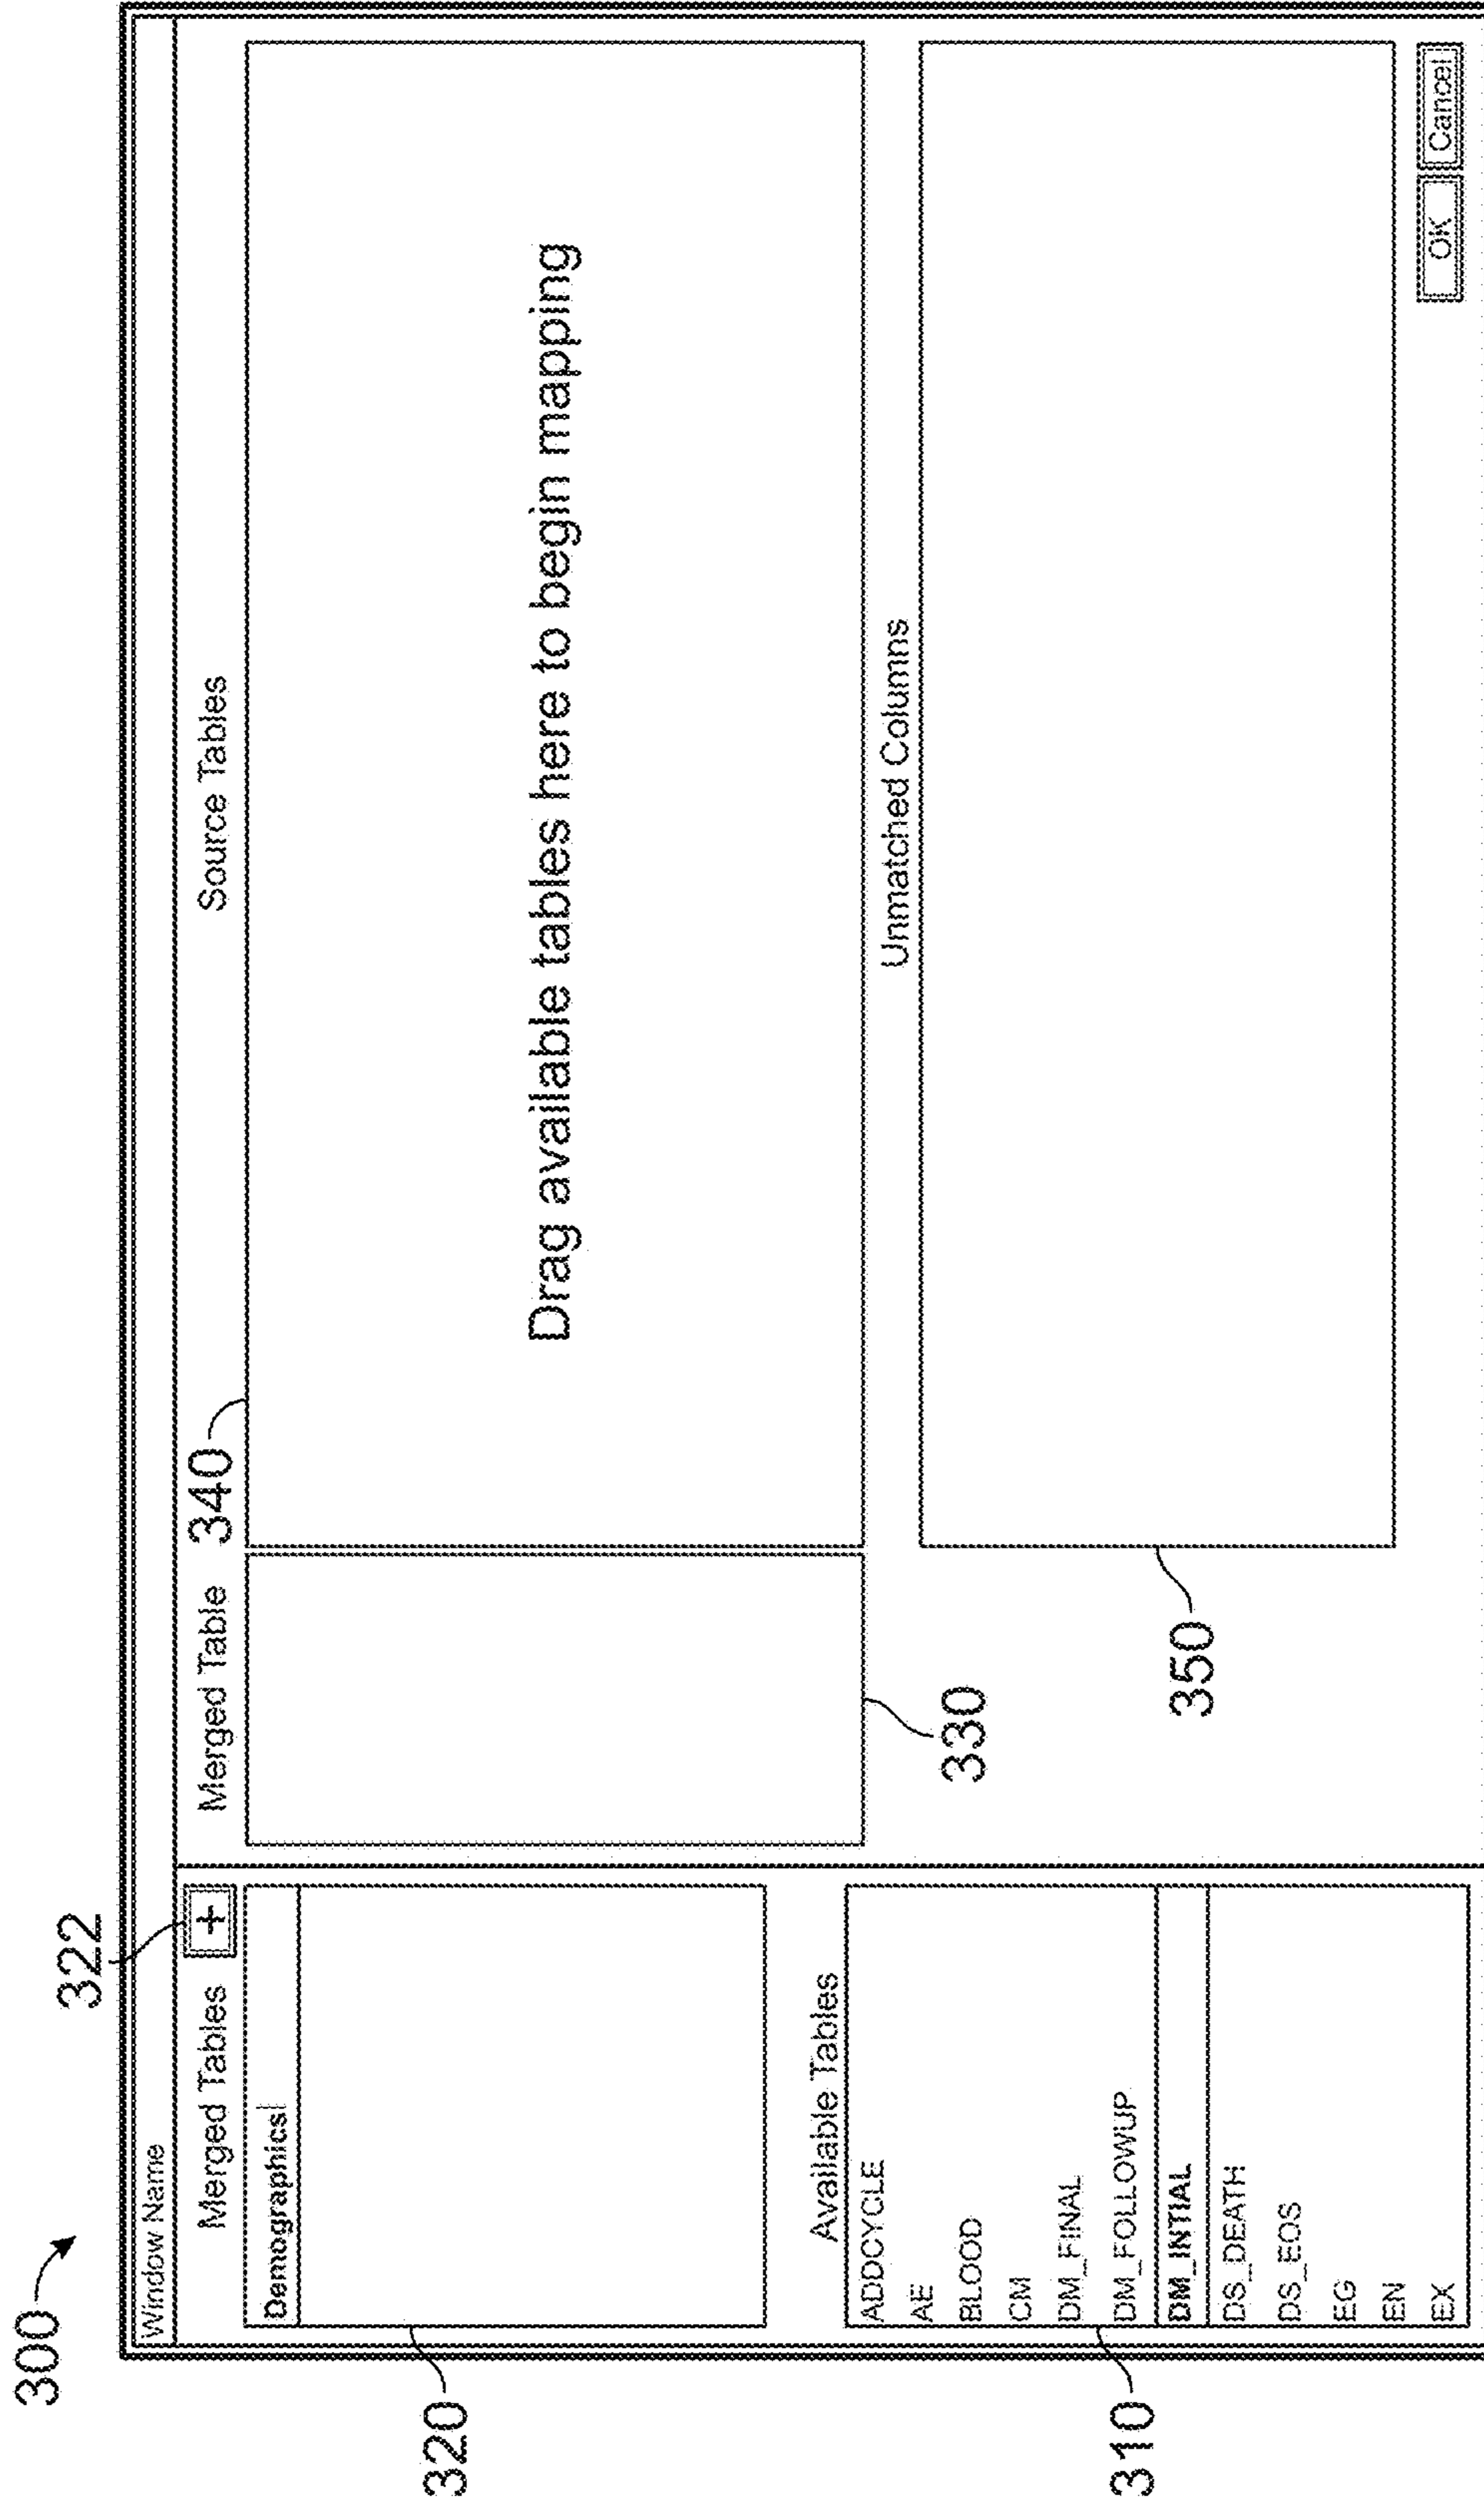 300
322
Window Name
Merged Tables
+
Merged Table
340
Source Tables
Demographics
320
Drag available tables here to begin mapping
330
Available Tables
ADDCYCLE
AE
BLOOD
CM
DM_FINAL
DM_FOLLOWUP
DM_INTIAL
DS_DEATH
DS_EOS
EG
EN
EX
310
Unmatched Columns
350
OK
Cancel